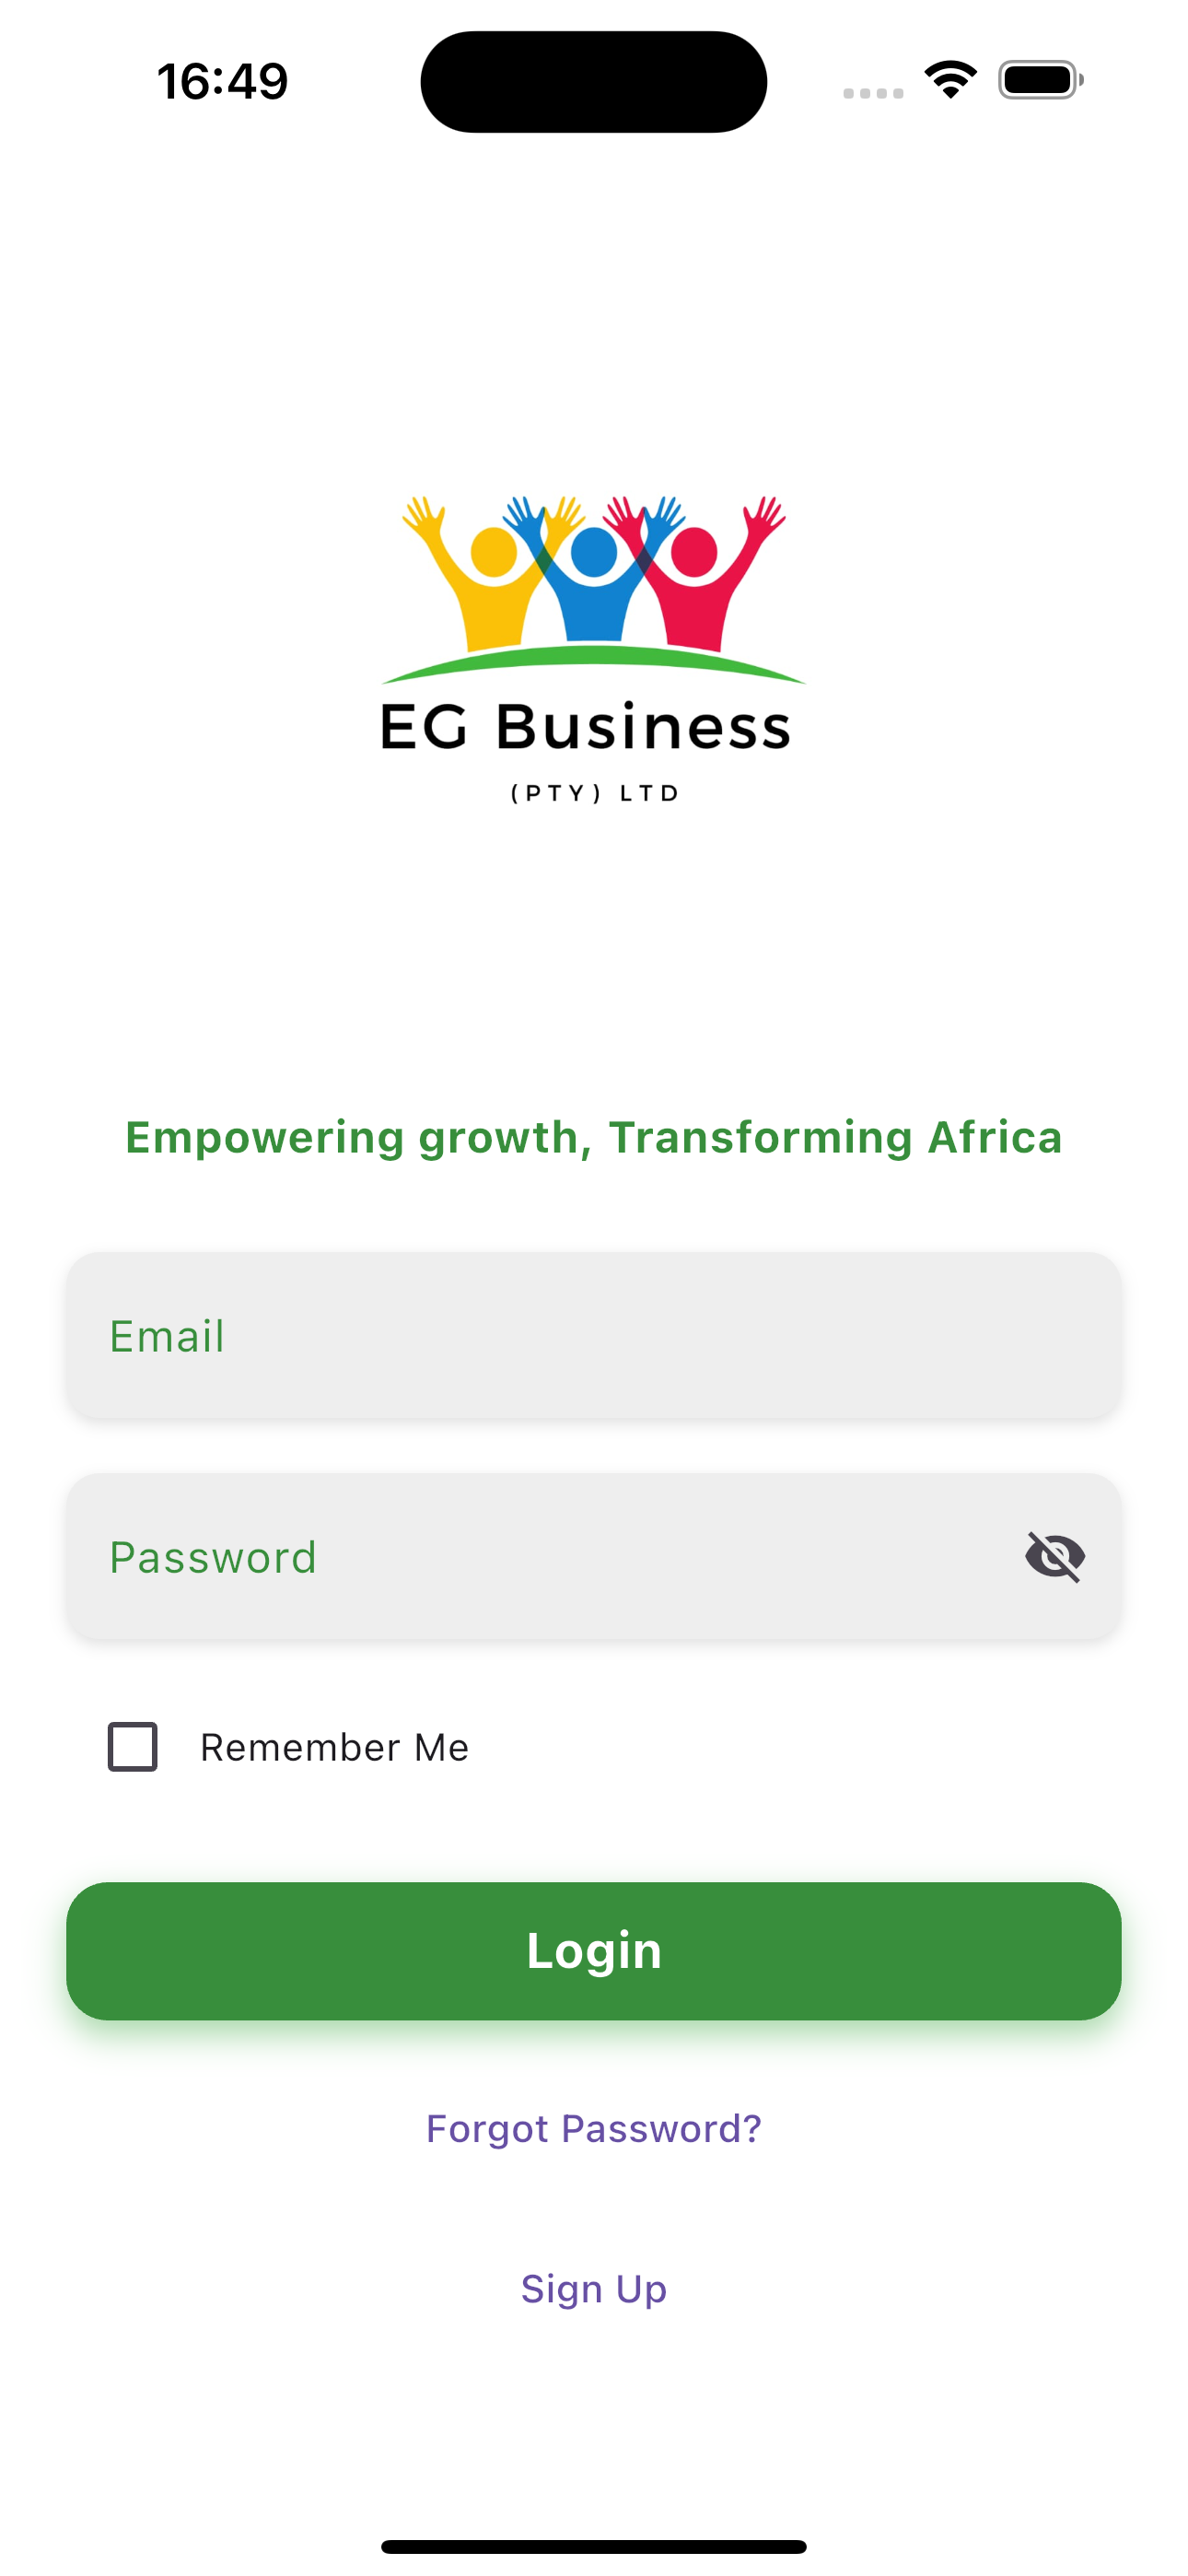 16:49
EG Business
(PTY) LTD
Empowering growth, Transforming Africa
Email
Password
Remember Me
Login
Forgot Password?
Sign Up